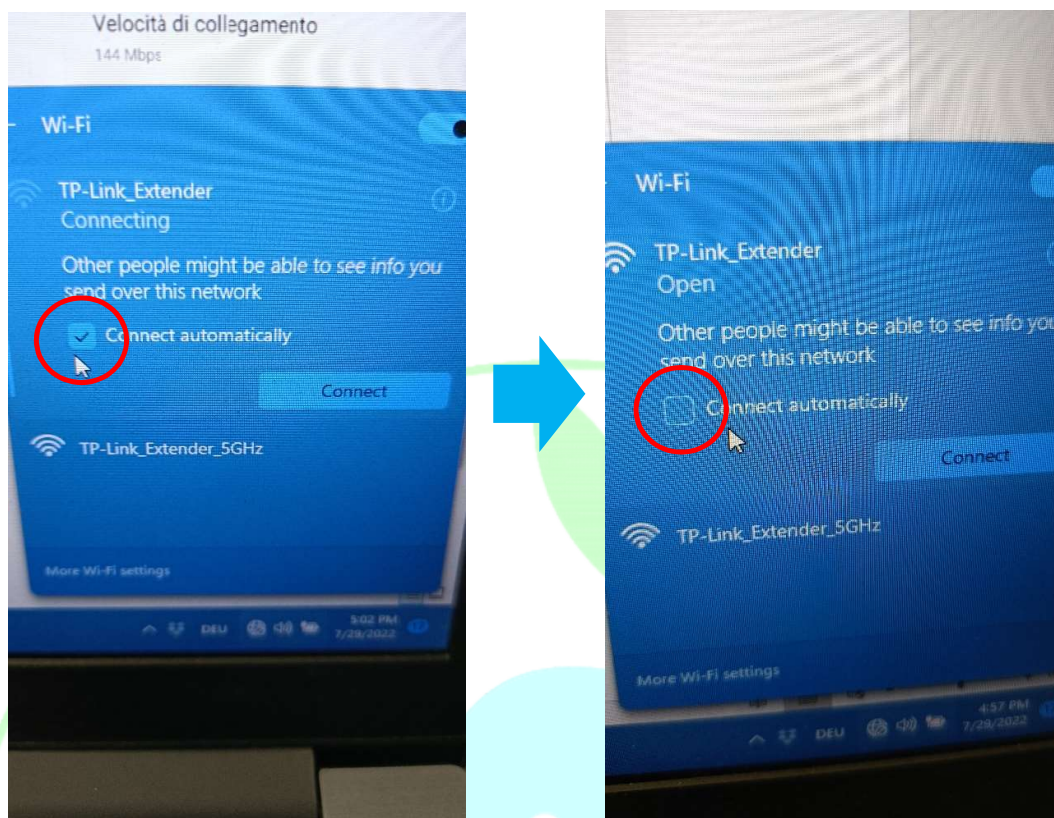 Velocità di collegamento
144 Mbps
Wi-Fi
TP-Link_Extender
Connecting
Other people might be able to see info you
send over this network
Connect automatically
Connect
TP-Link_Extender_5GHz
More Wi-Fi settings
DEU
5:02 PM
7/29/2022
Wi-Fi
TP-Link_Extender
Open
Other people might be able to see info you
send over this network
Connect automatically
Connect
TP-Link_Extender_5GHz
More Wi-Fi settings
DEU
4:57 PM
7/29/2022